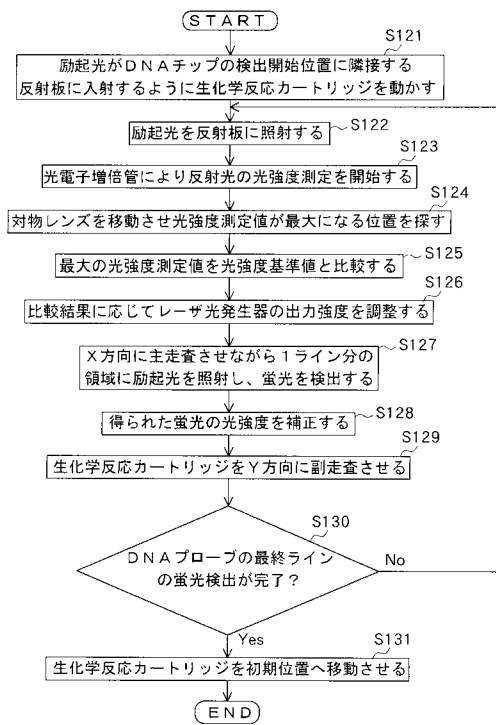 START
S121
励起光がDNAチップの検出開始位置に隣接する
反射板に入射するように生化学反応カートリッジを動かす
S122
励起光を反射板に照射する
S123
光電子増倍管により反射光の光強度測定を開始する
S124
対物レンズを移動させ光強度測定値が最大になる位置を探す
S125
最大の光強度測定値を光強度基準値と比較する
S126
比較結果に応じてレーザ光発生器の出力強度を調整する
S127
X方向に主走査させながら1ライン分の
領域に励起光を照射し、蛍光を検出する
S128
得られた蛍光の光強度を補正する
S129
生化学反応カートリッジをY方向に副走査させる
S130
DNAプローブの最終ライン
の蛍光検出が完了?
No
Yes
S131
生化学反応カートリッジを初期位置へ移動させる
END